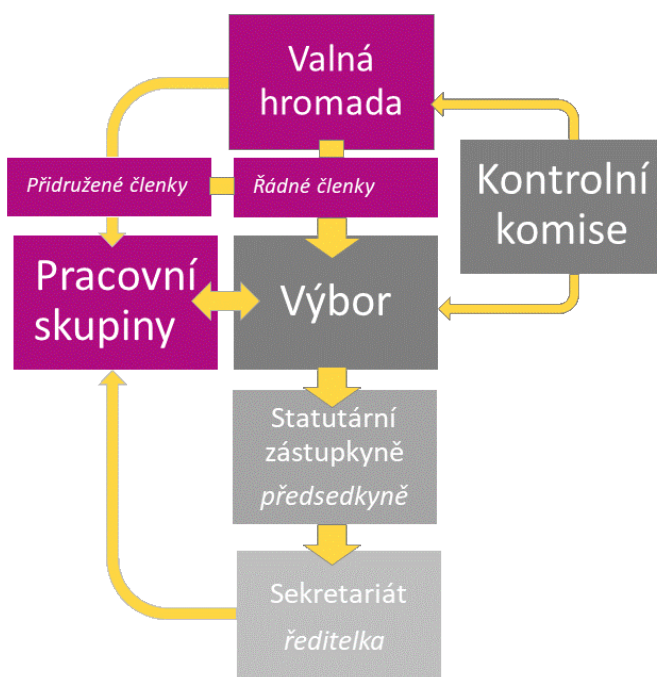 Valná
hromada
Přidružené členky
Řádné členky
Kontrolní
komise
Pracovní
skupiny
Výbor
Statutární
zástupkyně
předsedkyně
Sekretariát
ředitelka